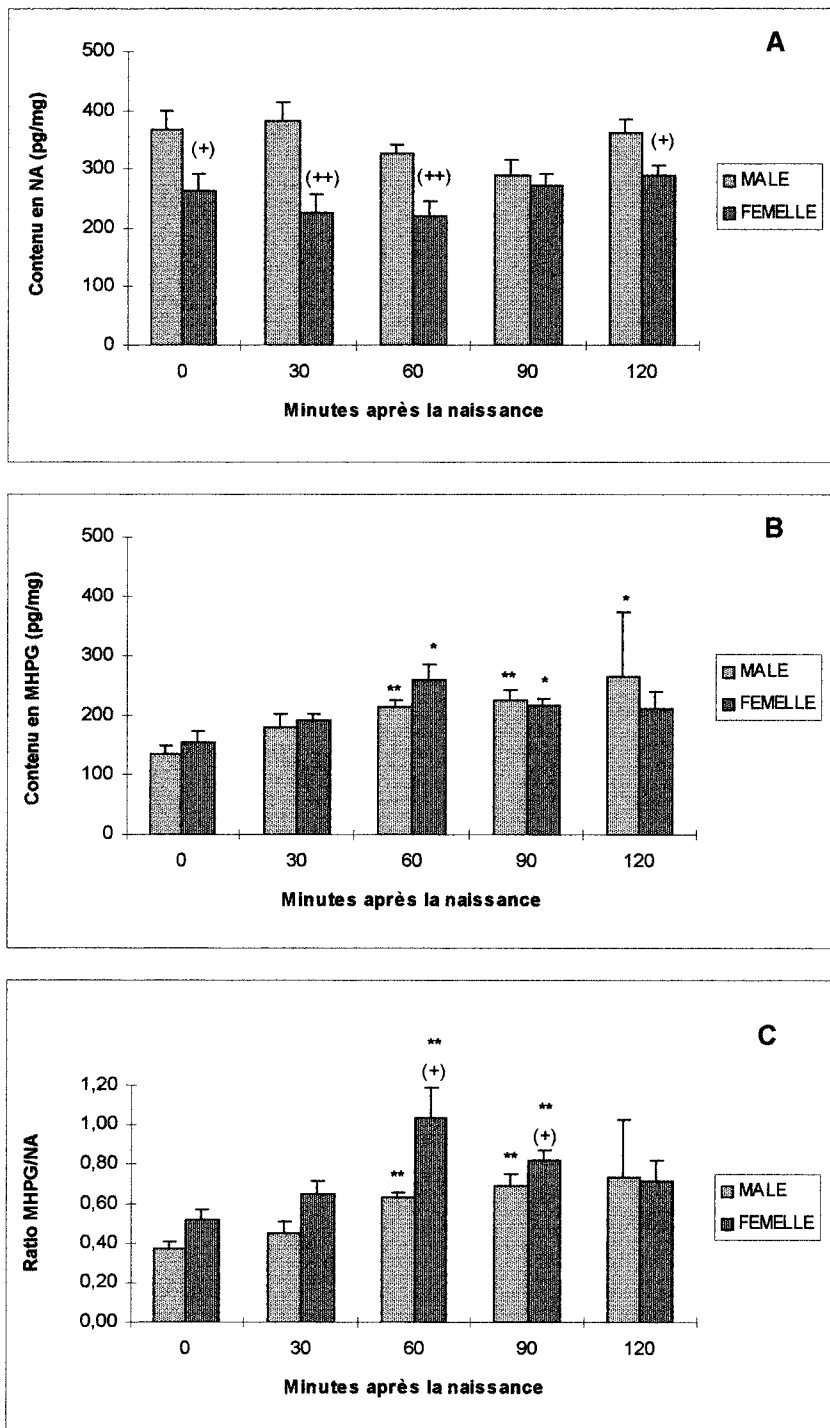 A
500
400
300
200
100
0
Contenu en NA (pg/mg)
(+)
(++)
(++)
(+)
0 30 60 90 120
Minutes après la naissance
MALE
FEMELLE
B
500
400
300
200
100
0
Contenu en MHPG (pg/mg)
** * ** * *
0 30 60 90 120
Minutes après la naissance
MALE
FEMELLE
C
1,20
1,00
0,80
0,60
0,40
0,20
0,00
Ratio MHPG/NA
**
(+)
**
**
**
(+)
0 30 60 90 120
Minutes après la naissance
MALE
FEMELLE